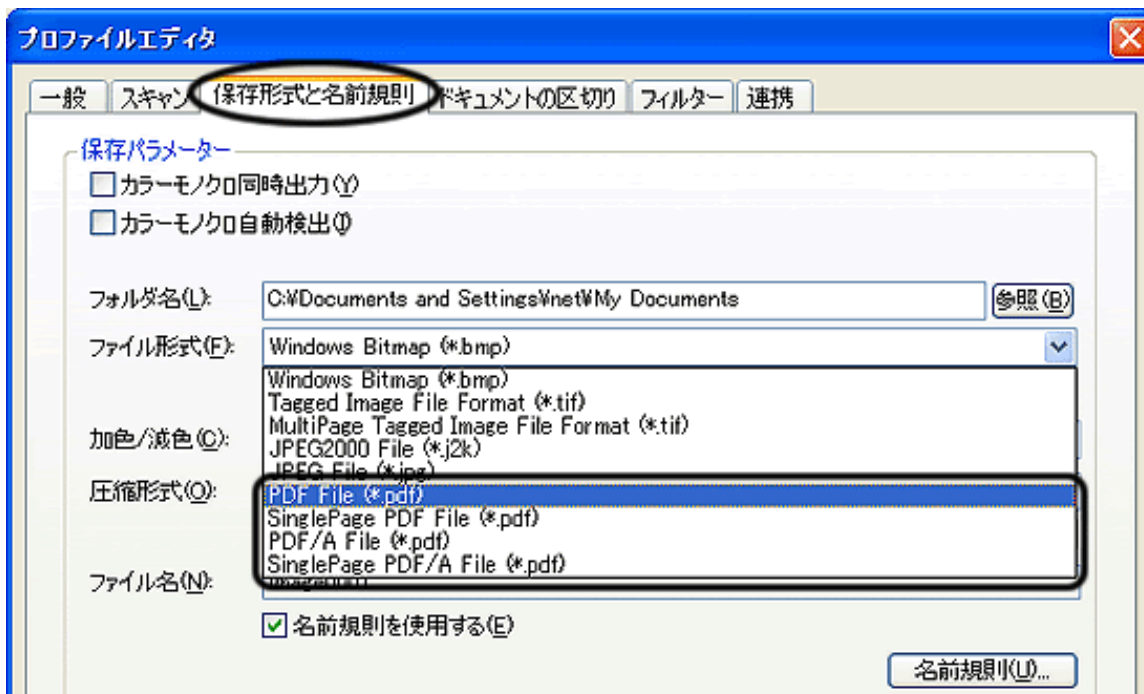 プロファイルエディタ
一般 スキャン 保存形式と名前規則 ドキュメントの区切り フィルター 連携
保存パラメーター
カラーモノクロ同時出力(Y)
カラーモノクロ自動検出(I)
フォルダ名(L): C:¥Documents and Settings¥net¥My Documents 参照(B)
ファイル形式(F): Windows Bitmap (*.bmp)
Windows Bitmap (*.bmp)
Tagged Image File Format (*.tif)
MultiPage Tagged Image File Format (*.tif)
加色/減色(C):
JPEG2000 File (*.j2k)
JPEG File (*.jpg)
圧縮形式(O):
PDF File (*.pdf)
SinglePage PDF File (*.pdf)
PDF/A File (*.pdf)
SinglePage PDF/A File (*.pdf)
ファイル名(N):
名前規則を使用する(E)
名前規則(U)...